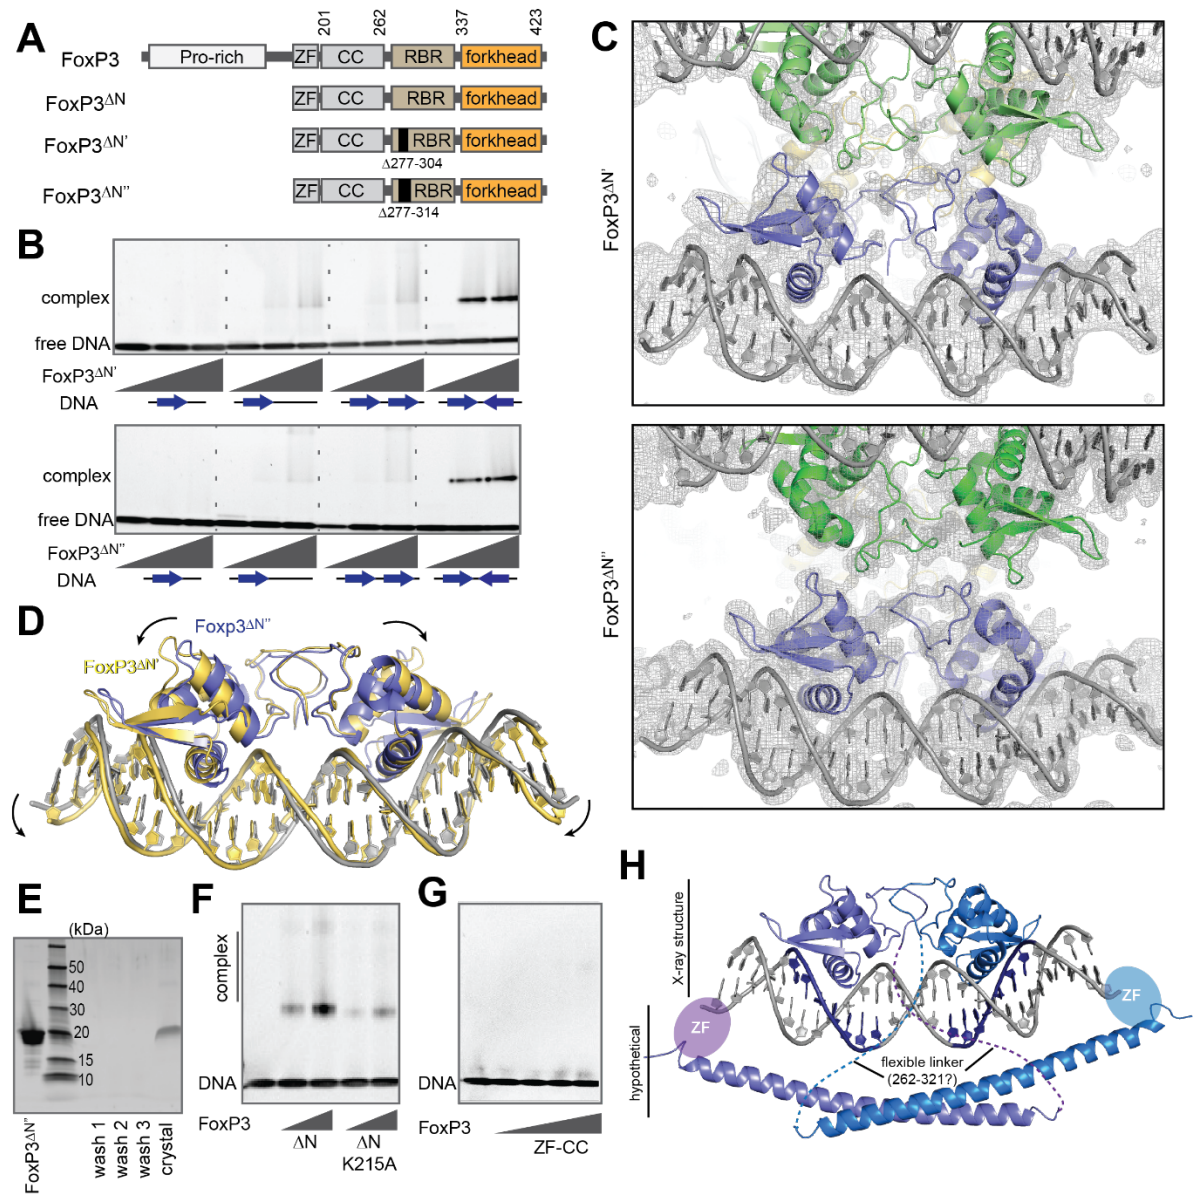 A
201
262
337
423
FoxP3
Pro-rich
ZF
CC
RBR
forkhead
FoxP3ΔN
ZF
CC
RBR
forkhead
FoxP3ΔN'
ZF
CC
RBR
forkhead
Δ277-304
FoxP3ΔN"
ZF
CC
RBR
forkhead
Δ277-314
B
complex
free DNA
FoxP3ΔN'
DNA
complex
free DNA
FoxP3ΔN"
DNA
C
FoxP3ΔN'
FoxP3ΔN"
D
Foxp3ΔN"
FoxP3ΔN'
E
(kDa)
50
40
30
20
15
10
FoxP3ΔN"
wash 1
wash 2
wash 3
crystal
F
complex
DNA
FoxP3
ΔN
ΔN
K215A
G
DNA
FoxP3
ZF-CC
H
X-ray structure
hypothetical
ZF
ZF
flexible linker
(262-321?)